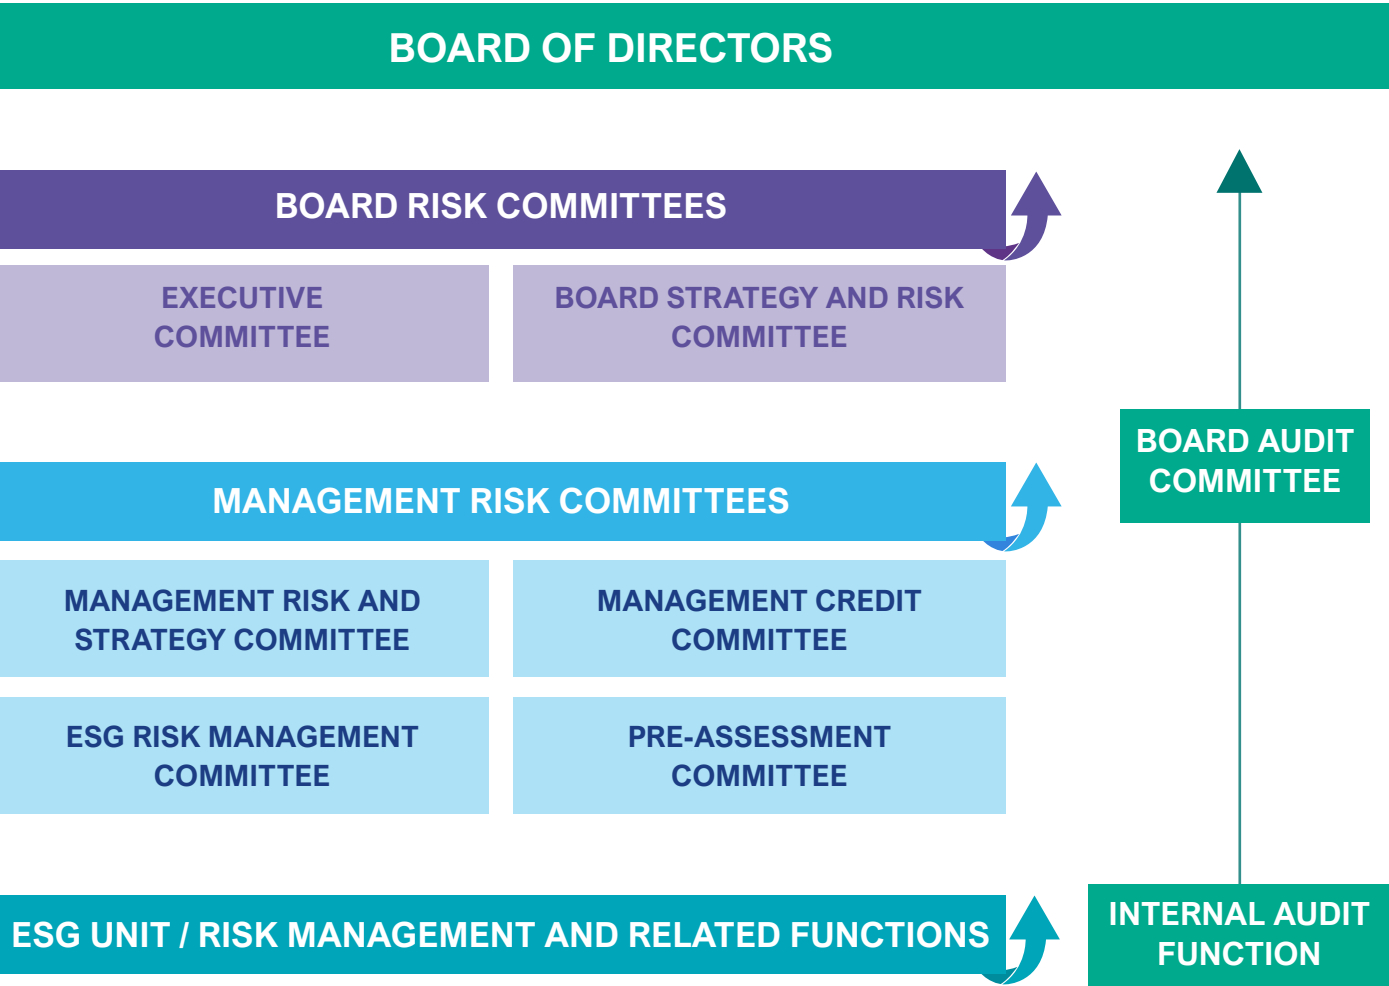 BOARD OF DIRECTORS
BOARD RISK COMMITTEES
EXECUTIVE
COMMITTEE
BOARD STRATEGY AND RISK
COMMITTEE
BOARD AUDIT
COMMITTEE
MANAGEMENT RISK COMMITTEES
MANAGEMENT RISK AND
STRATEGY COMMITTEE
MANAGEMENT CREDIT
COMMITTEE
ESG RISK MANAGEMENT
COMMITTEE
PRE-ASSESSMENT
COMMITTEE
ESG UNIT / RISK MANAGEMENT AND RELATED FUNCTIONS
INTERNAL AUDIT
FUNCTION